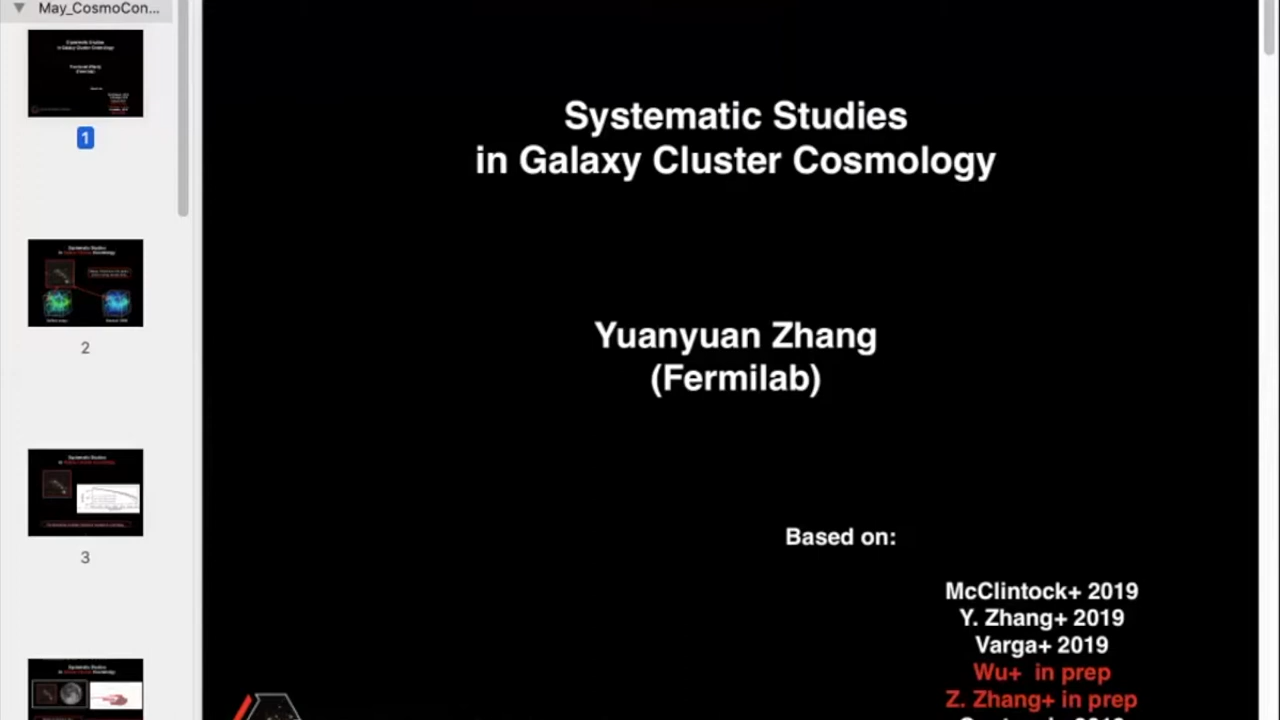 May_CosmoCon...
1
2
3
Systematic Studies
in Galaxy Cluster Cosmology
Yuanyuan Zhang
(Fermilab)
Based on:
McClintock+ 2019
Y. Zhang+ 2019
Varga+ 2019
Wu+ in prep
Z. Zhang+ in prep